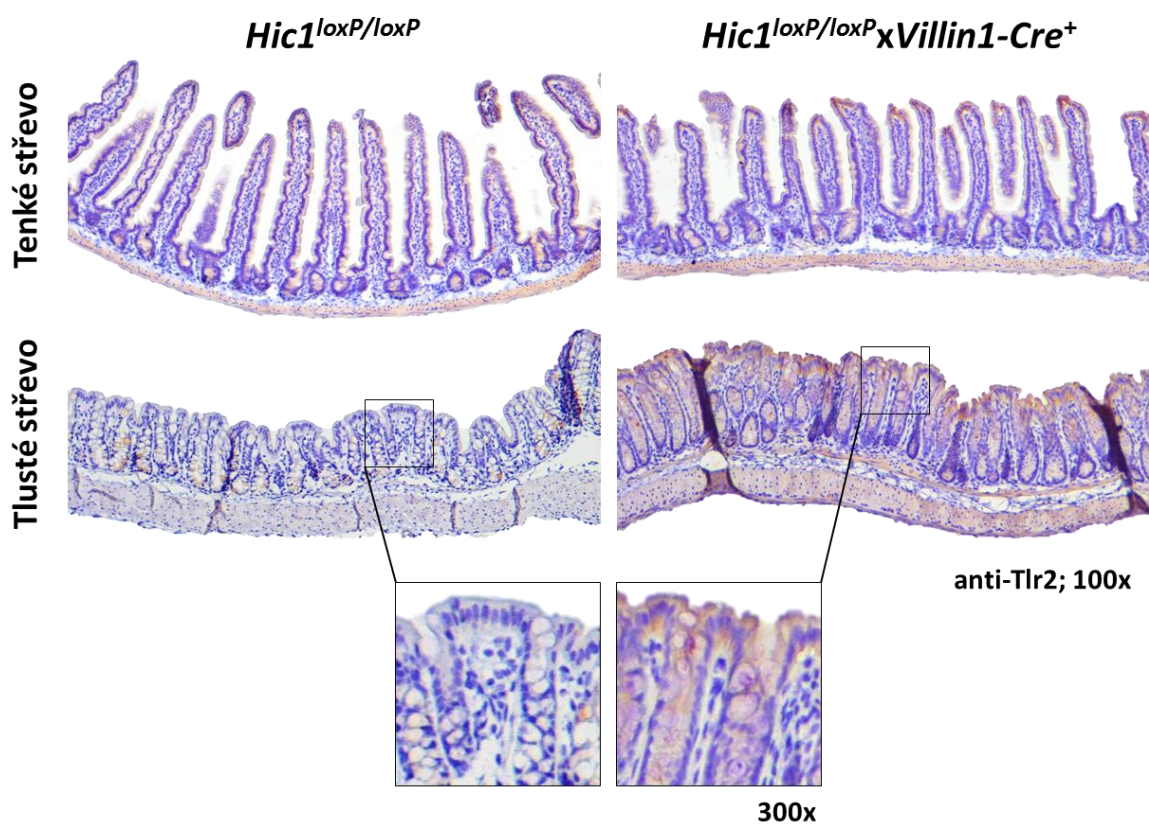 Hic1loxP/loxP
Hic1loxP/loxPxVillin1-Cre+
Tenké střevo
Tlusté střevo
anti-Tlr2; 100x
300x